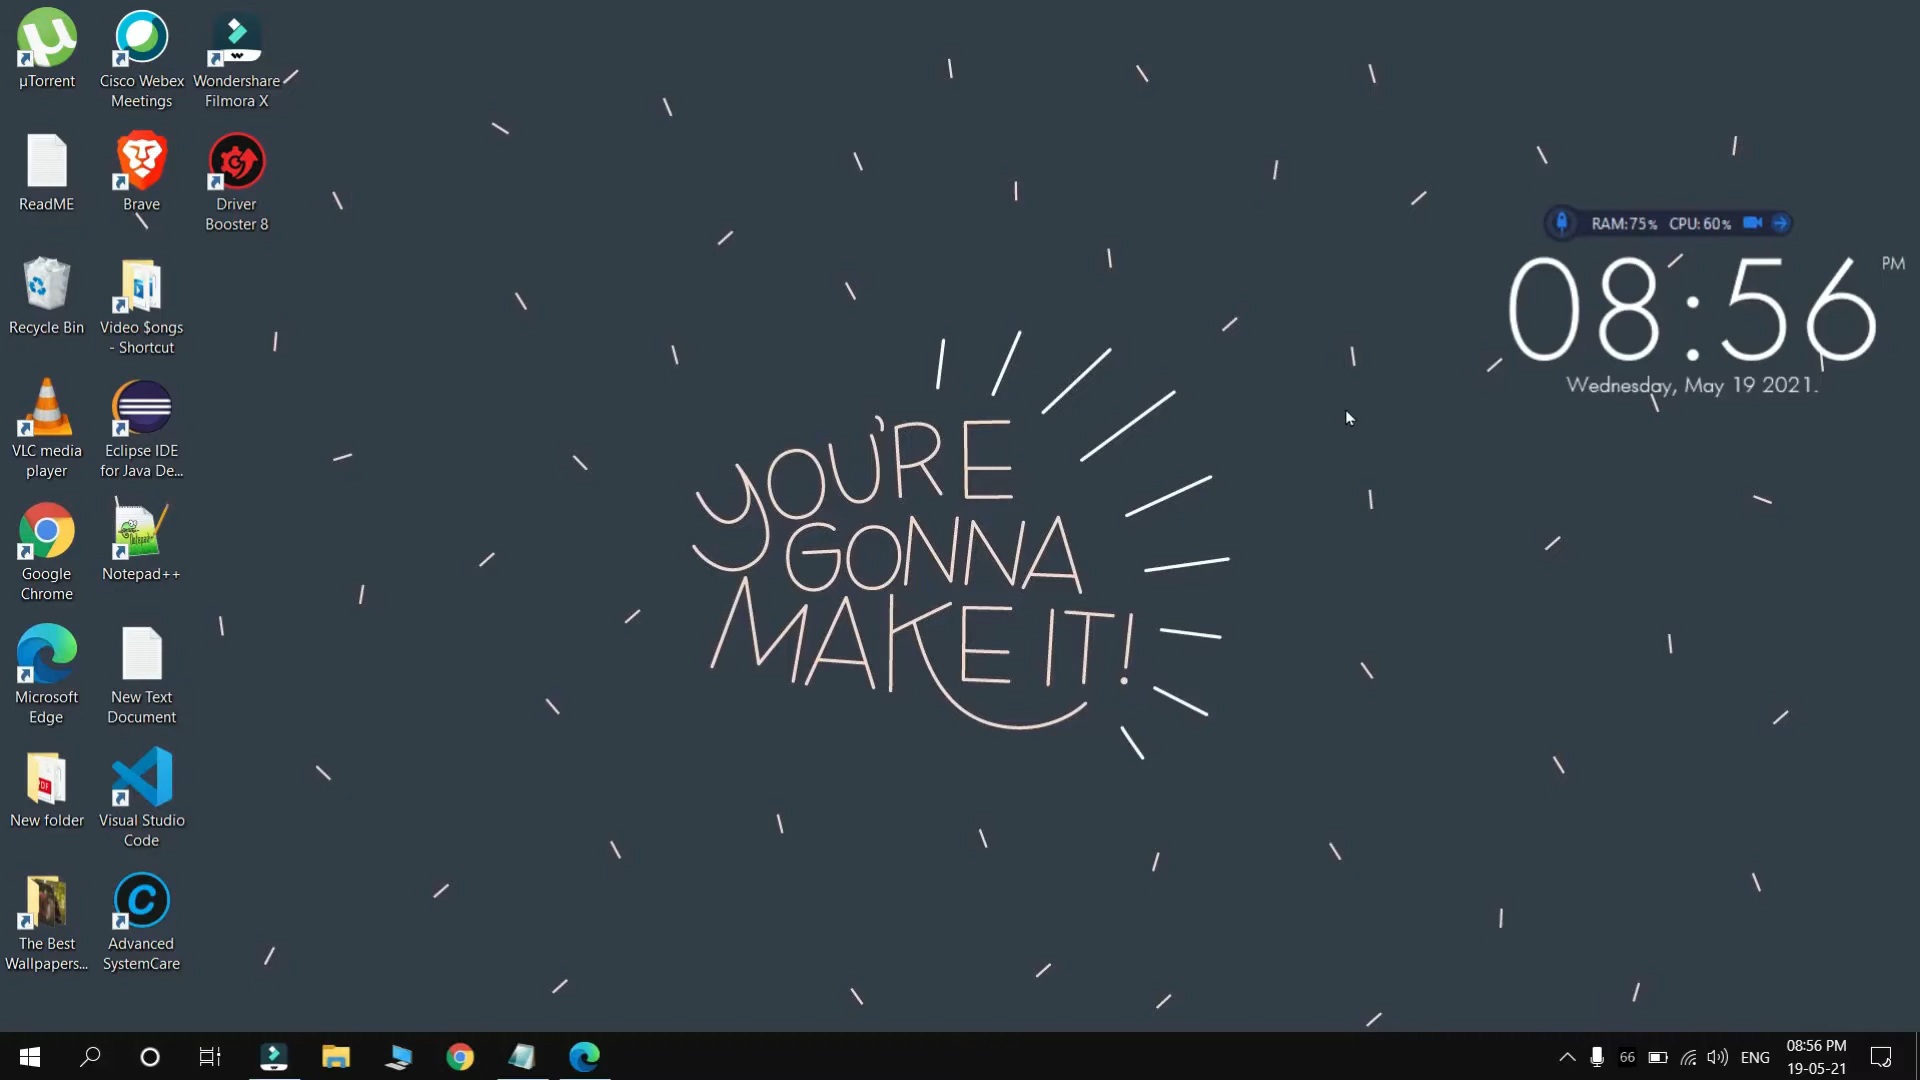 µTorrent
Cisco Webex
Meetings
Wondershare
Filmora X
ReadME
Brave
Driver
Booster 8
Recycle Bin
Video $ongs
- Shortcut
VLC media
player
Eclipse IDE
for Java De...
Google
Chrome
Notepad++
Microsoft
Edge
New Text
Document
New folder
Visual Studio
Code
The Best
Wallpapers...
Advanced
SystemCare
YOU'RE
GONNA
MAKE IT!
RAM:75% CPU:60%
08:56 PM
Wednesday, May 19 2021.
66
ENG
08:56 PM
19-05-21